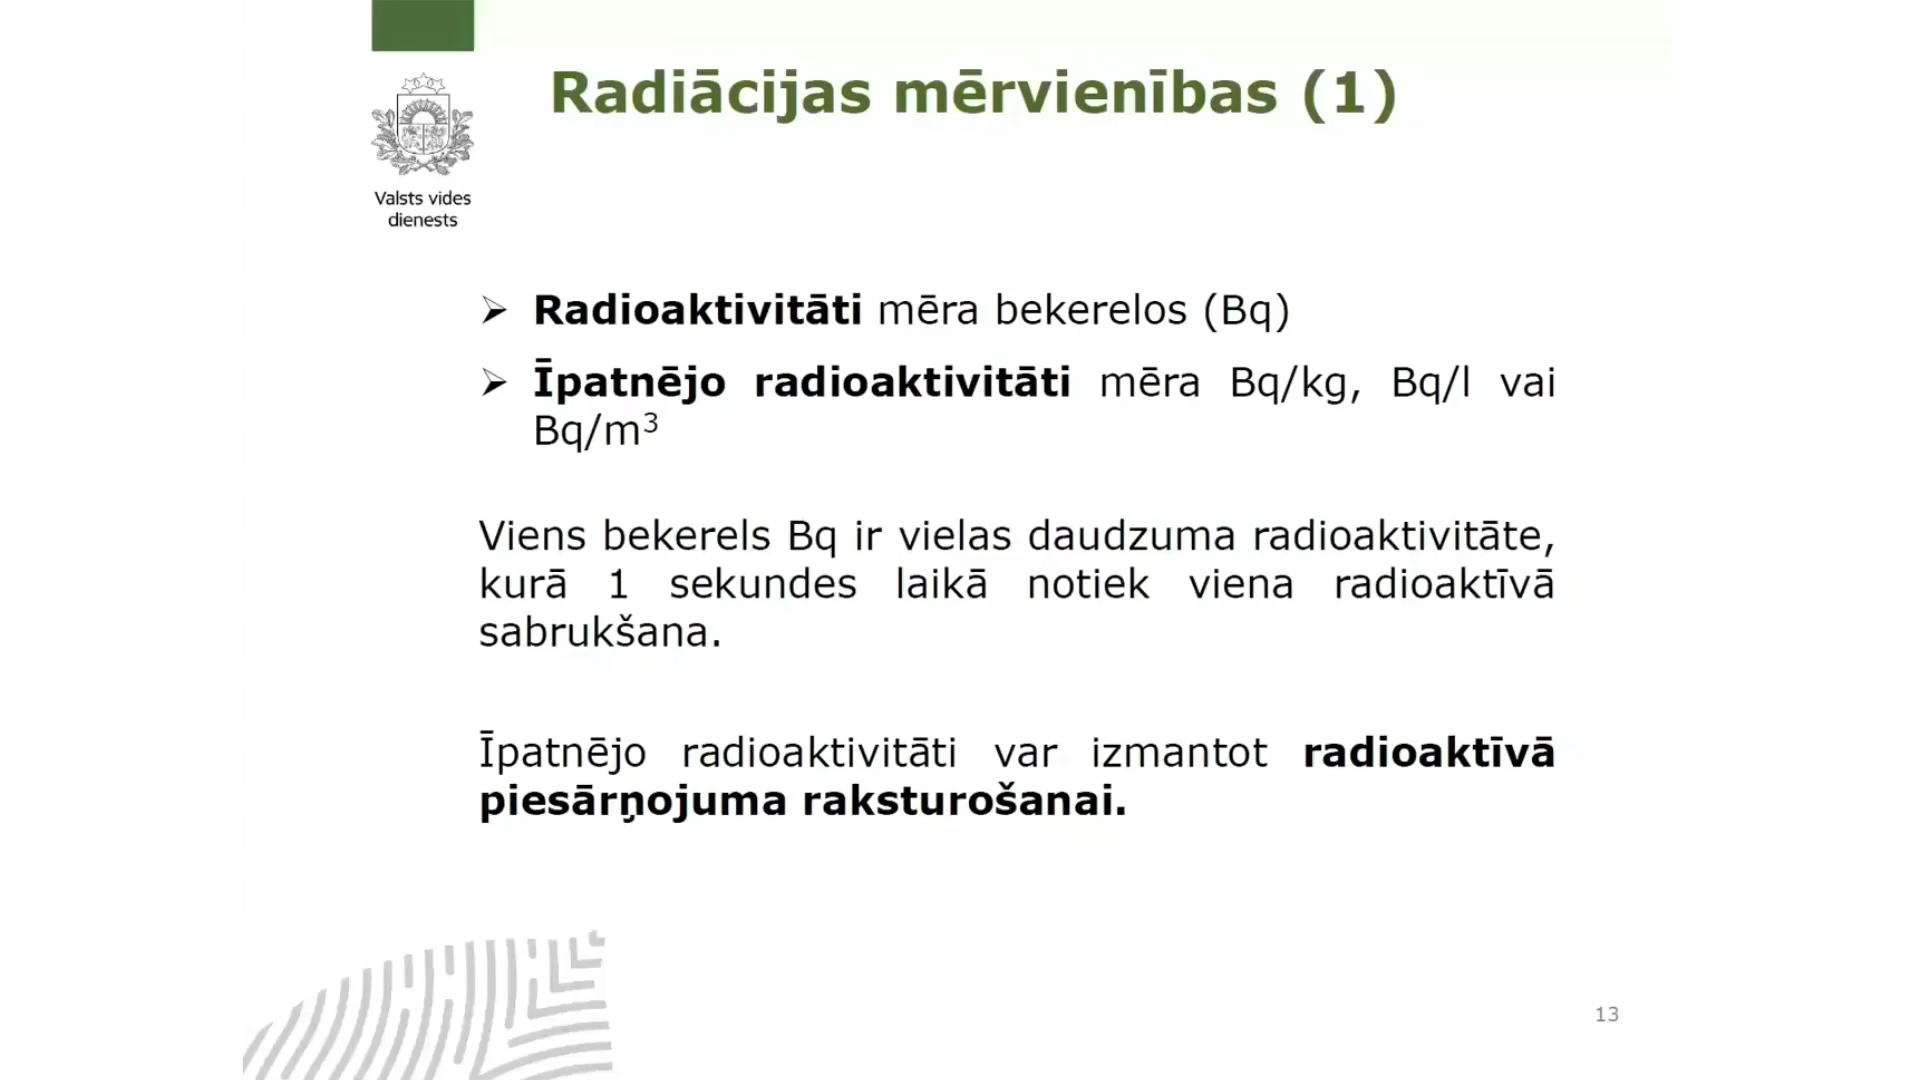 Radiācijas mērvienības (1)
Valsts vides
dienests
➢ Radioaktivitāti mēra bekerelos (Bq)
➢ Īpatnējo radioaktivitāti mēra Bq/kg, Bq/l vai
Bq/m³
Viens bekerels Bq ir vielas daudzuma radioaktivitāte,
kurā 1 sekundes laikā notiek viena radioaktīvā
sabrukšana.
Īpatnējo radioaktivitāti var izmantot radioaktīvā
piesārņojuma raksturošanai.
13